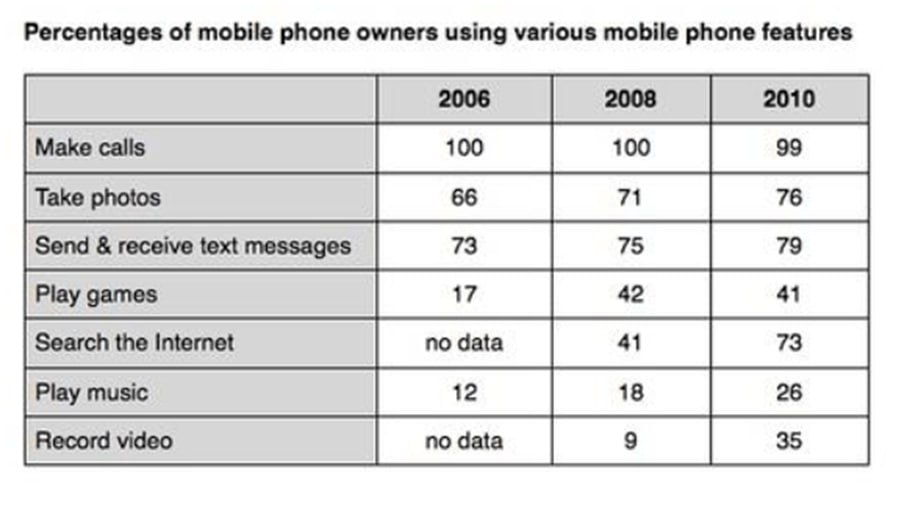 Percentages of mobile phone owners using various mobile phone features
2006 2008 2010
Make calls 100 100 99
Take photos 66 71 76
Send & receive text messages 73 75 79
Play games 17 42 41
Search the Internet no data 41 73
Play music 12 18 26
Record video no data 9 35